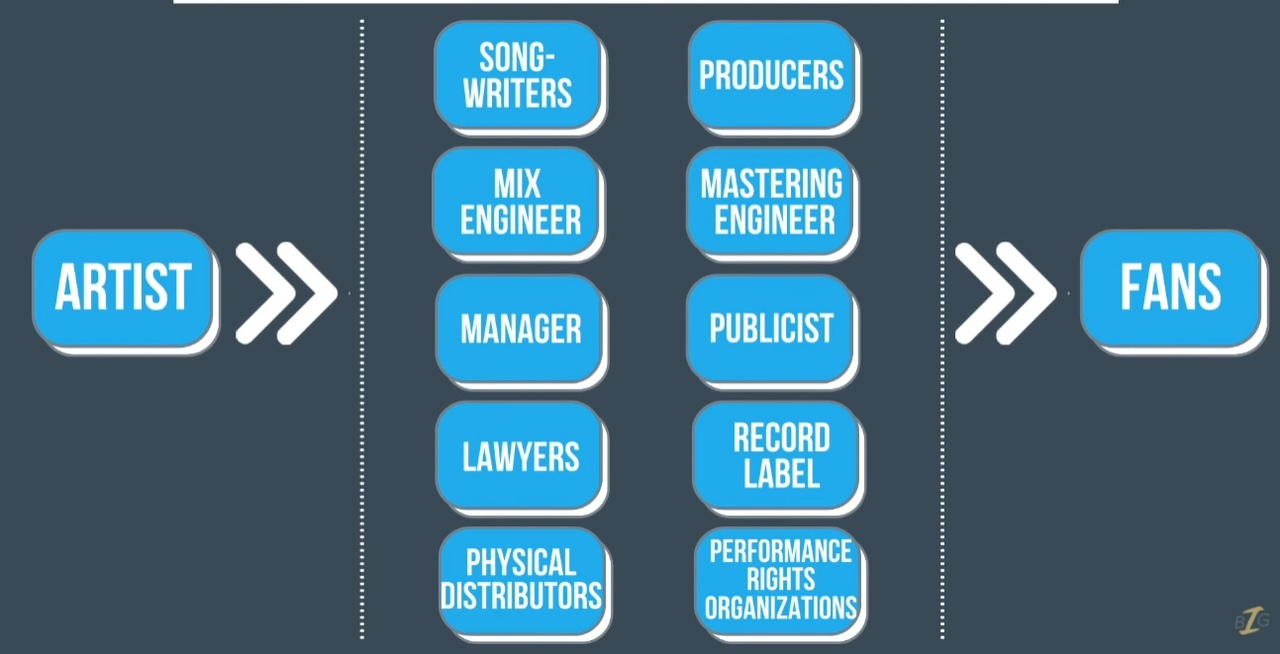 ARTIST
SONG-
WRITERS
PRODUCERS
MIX
ENGINEER
MASTERING
ENGINEER
MANAGER
PUBLICIST
LAWYERS
RECORD
LABEL
PHYSICAL
DISTRIBUTORS
PERFORMANCE
RIGHTS
ORGANIZATIONS
FANS
BIG